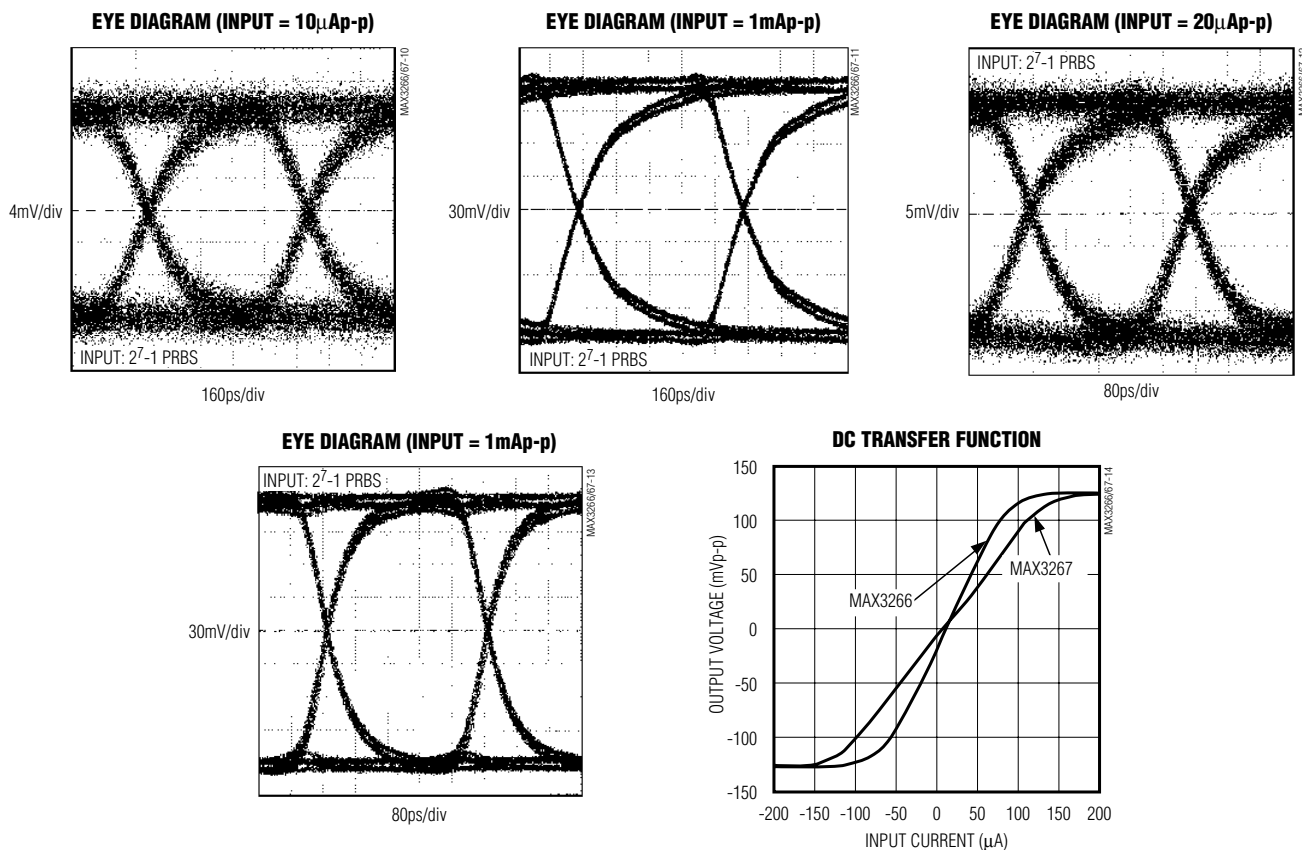 EYE DIAGRAM (INPUT = 10μAp-p)
MAX3266/67-10
4mV/div
INPUT: 2⁷-1 PRBS
160ps/div
EYE DIAGRAM (INPUT = 1mAp-p)
MAX3266/67-11
30mV/div
INPUT: 2⁷-1 PRBS
160ps/div
EYE DIAGRAM (INPUT = 20μAp-p)
INPUT: 2⁷-1 PRBS
MAX3266/67-12
5mV/div
80ps/div
EYE DIAGRAM (INPUT = 1mAp-p)
INPUT: 2⁷-1 PRBS
MAX3266/67-13
30mV/div
80ps/div
DC TRANSFER FUNCTION
MAX3266/67-14
OUTPUT VOLTAGE (mVp-p)
150
100
50
0
-50
-100
-150
MAX3266
MAX3267
-200 -150 -100 -50 0 50 100 150 200
INPUT CURRENT (μA)